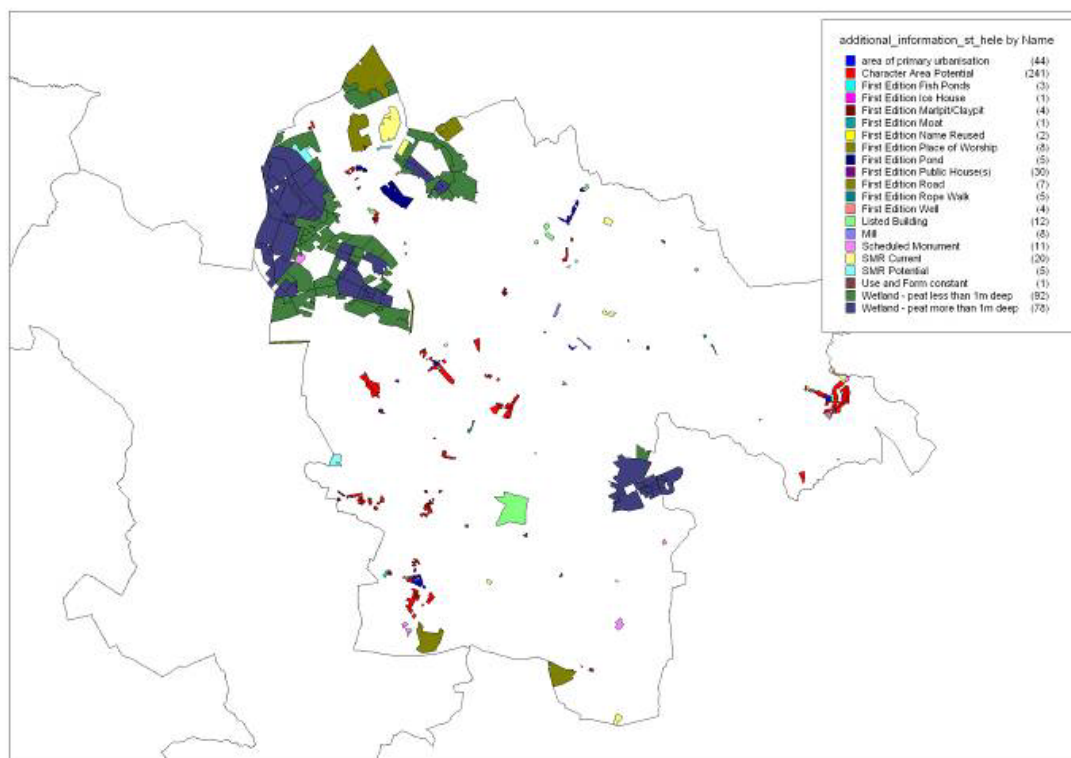 additional_information_st_hele by Name
area of primary urbanisation (44)
Character Area Potential (241)
First Edition Fish Ponds (3)
First Edition Ice House (1)
First Edition Marlpit/Claypit (4)
First Edition Moat (1)
First Edition Name Reused (2)
First Edition Place of Worship (8)
First Edition Pond (5)
First Edition Public House(s) (30)
First Edition Road (7)
First Edition Rope Walk (5)
First Edition Well (4)
Listed Building (12)
Mill (8)
Scheduled Monument (11)
SMR Current (20)
SMR Potential (5)
Use and Form constant (1)
Wetland - peat less than 1m deep (92)
Wetland - peat more than 1m deep (78)